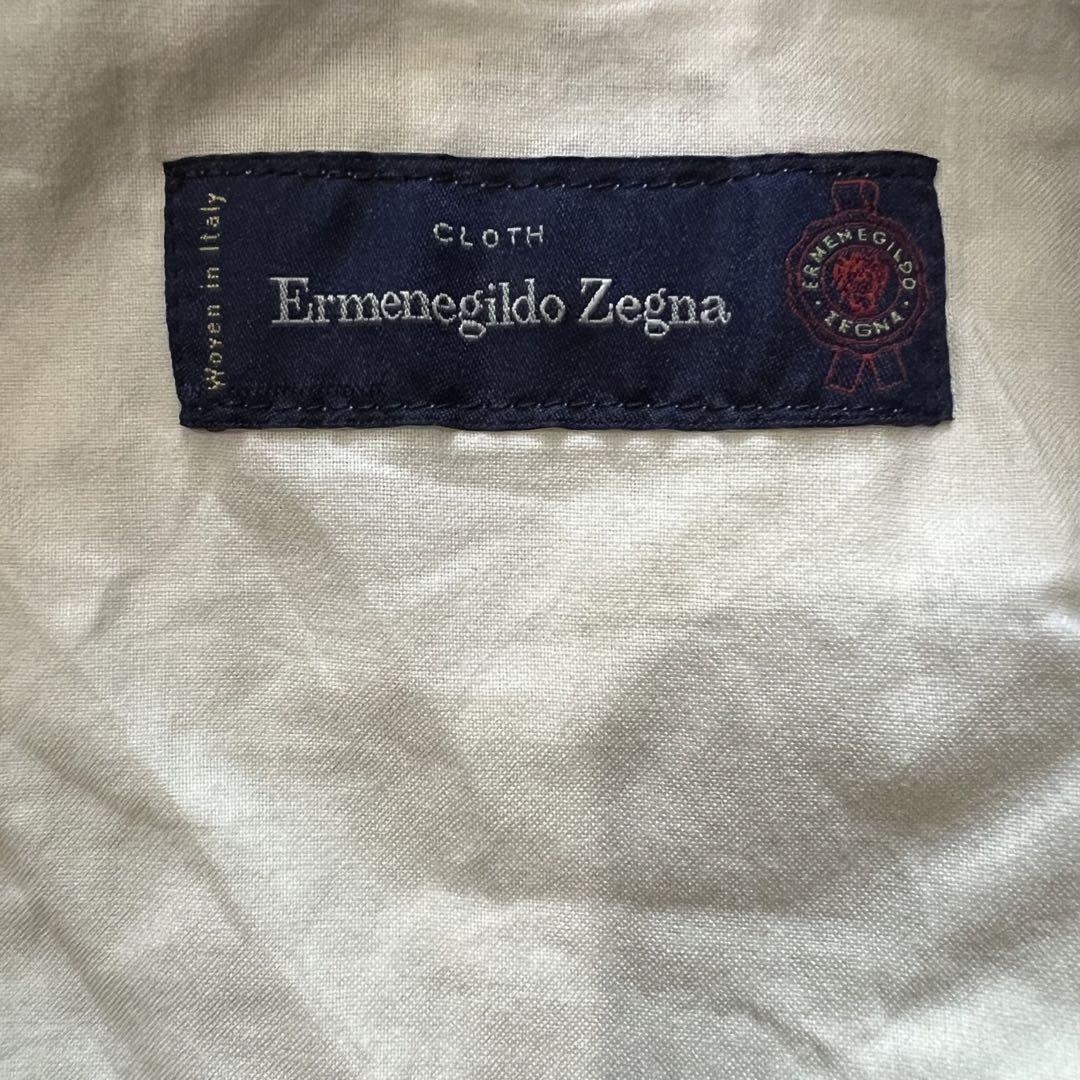 Woven in Italy
CLOTH
Ermenegildo Zegna
ERMENEGILDO
ZEGNA